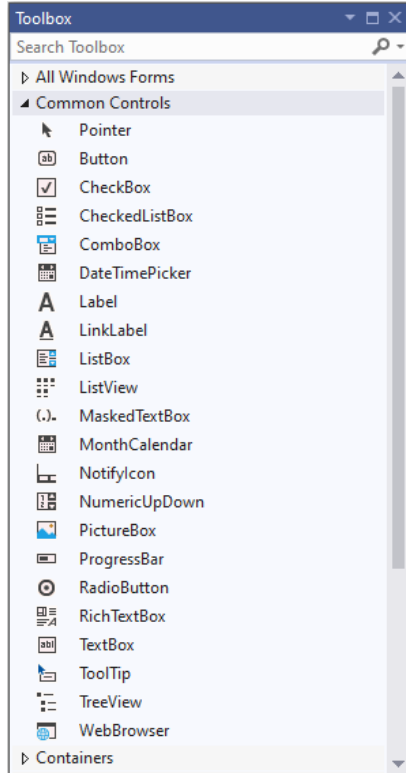 Toolbox
Search Toolbox
All Windows Forms
Common Controls
Pointer
Button
CheckBox
CheckedListBox
ComboBox
DateTimePicker
Label
LinkLabel
ListBox
ListView
MaskedTextBox
MonthCalendar
NotifyIcon
NumericUpDown
PictureBox
ProgressBar
RadioButton
RichTextBox
TextBox
ToolTip
TreeView
WebBrowser
Containers